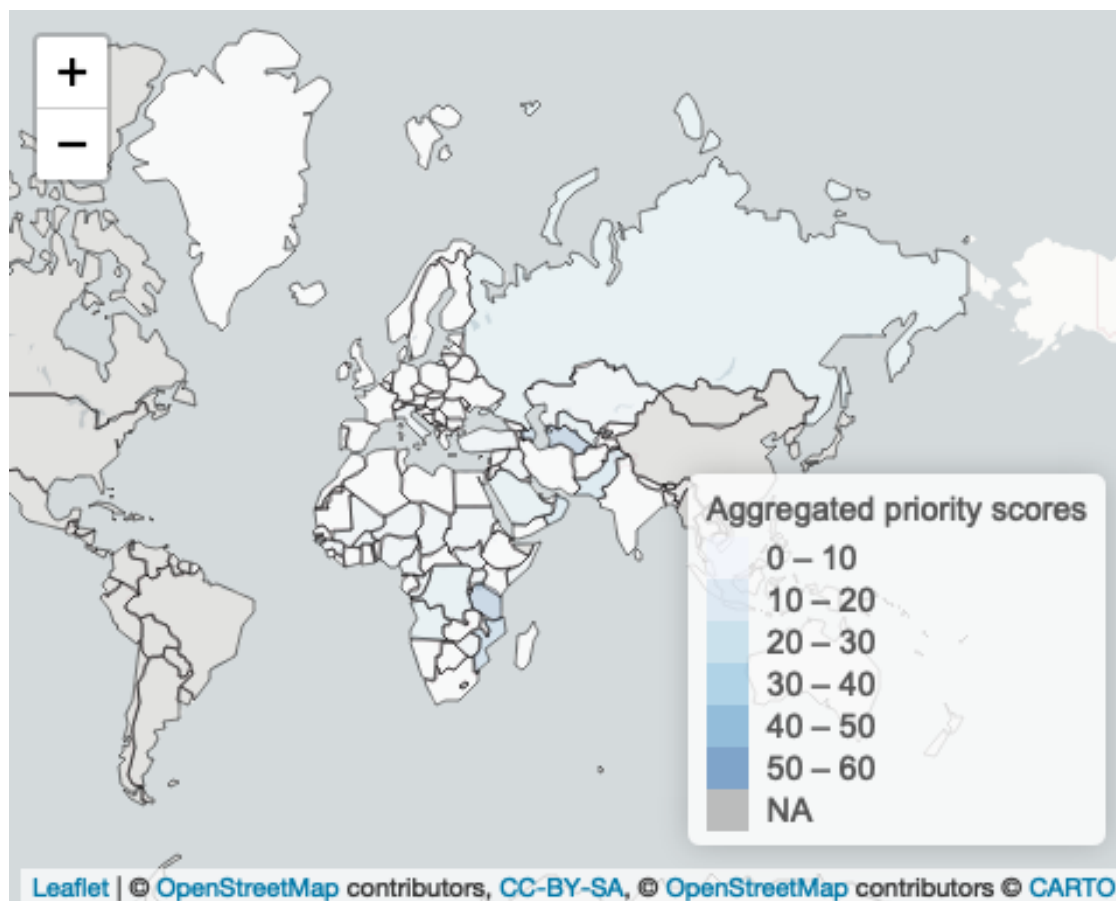 +
−
Aggregated priority scores
0 – 10
10 – 20
20 – 30
30 – 40
40 – 50
50 – 60
NA
Leaflet | © OpenStreetMap contributors, CC-BY-SA, © OpenStreetMap contributors © CARTO